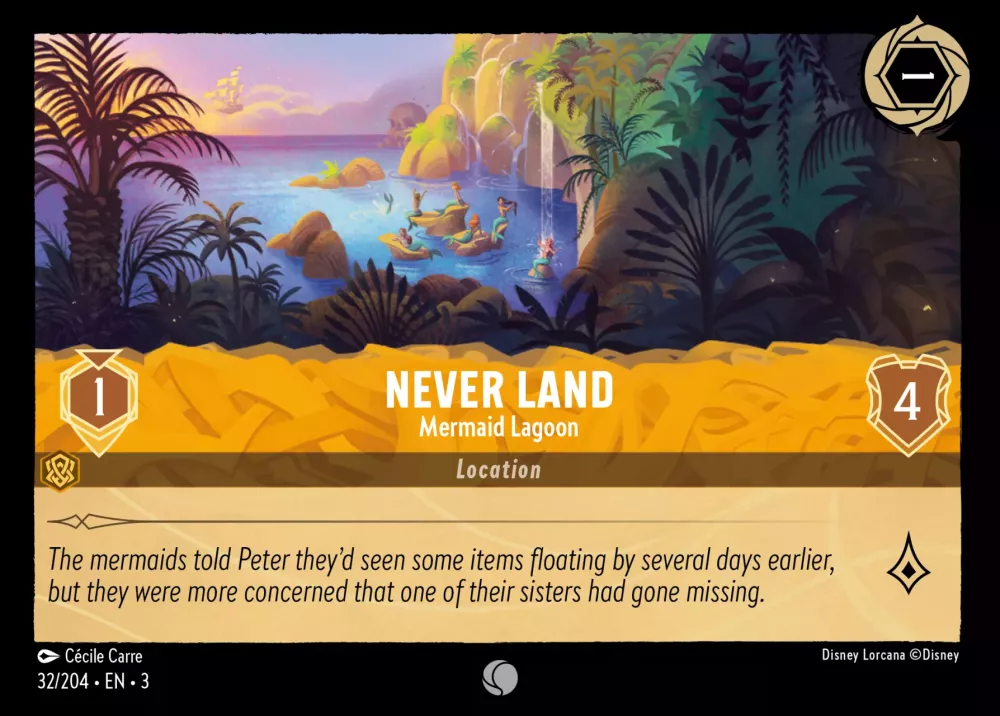 1
1
NEVER LAND
4
Mermaid Lagoon
Location
The mermaids told Peter they’d seen some items floating by several days earlier,
but they were more concerned that one of their sisters had gone missing.
Cécile Carre
Disney Lorcana ©Disney
32/204 • EN • 3